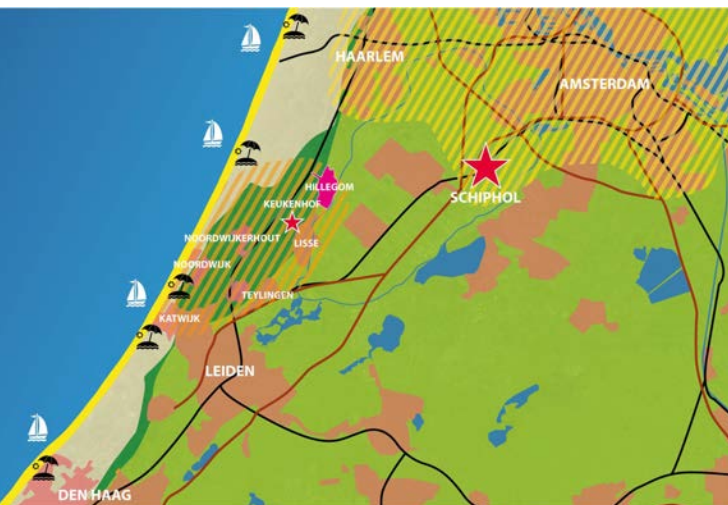 HAARLEM
AMSTERDAM
HILLEGOM
SCHIPHOL
KEUKENHOF
NOORDWIJKERHOUT
LISSE
NOORDWIJK
TEYLINGEN
KATWIJK
LEIDEN
DEN HAAG